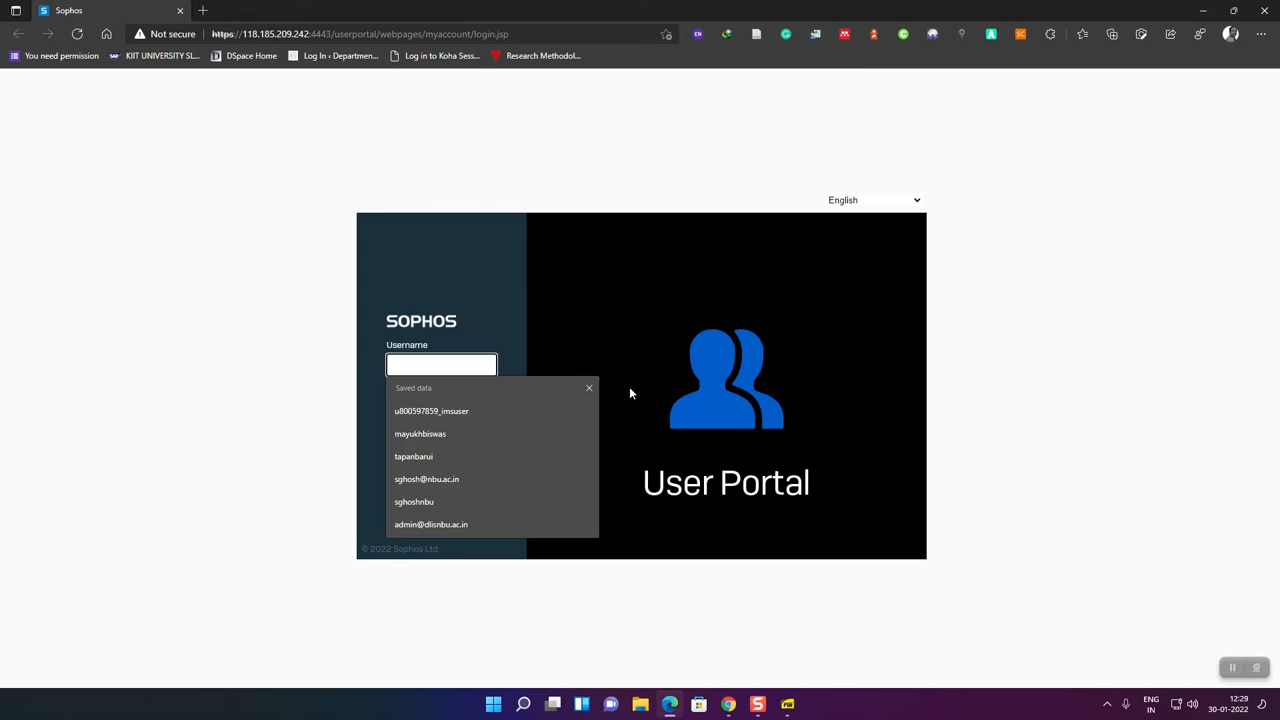 Sophos
Not secure https://118.185.209.242:4443/userportal/webpages/myaccount/login.jsp
You need permission KIIT UNIVERSITY SL... DSpace Home Log In ‹ Departmen... Log in to Koha Sess... Research Methodol...
English
SOPHOS
Username
Saved data
u800597859_imsuser
mayukhbiswas
tapanbarui
sghosh@nbu.ac.in
sghoshnbu
admin@dlisnbu.ac.in
User Portal
© 2022 Sophos Ltd
ENG
IN
12:29
30-01-2022